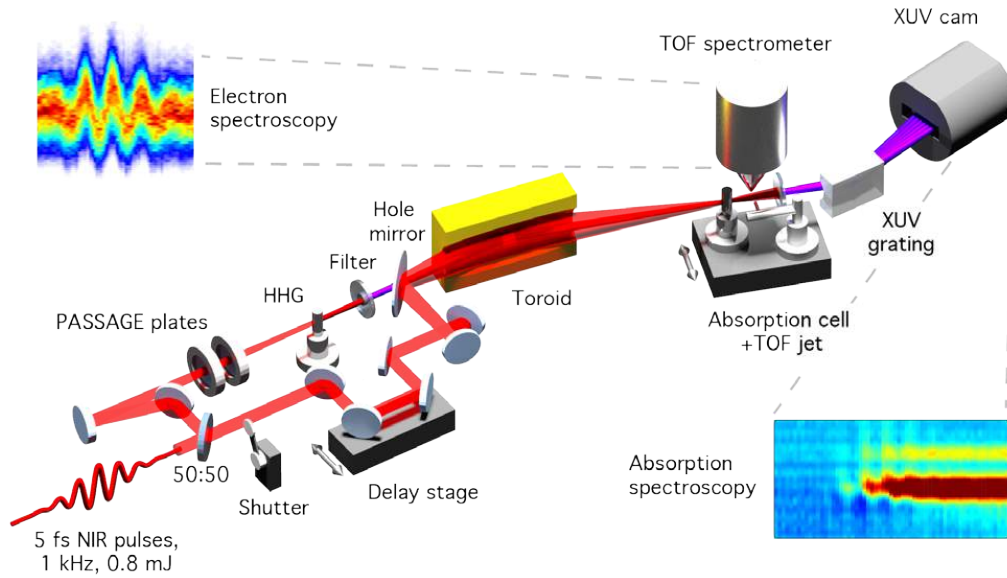 XUV cam
TOF spectrometer
Electron
spectroscopy
Hole
mirror
Filter
HHG
PASSAGE plates
Toroid
XUV
grating
Absorption cell
+TOF jet
50:50
Shutter
Delay stage
Absorption
spectroscopy
5 fs NIR pulses,
1 kHz, 0.8 mJ